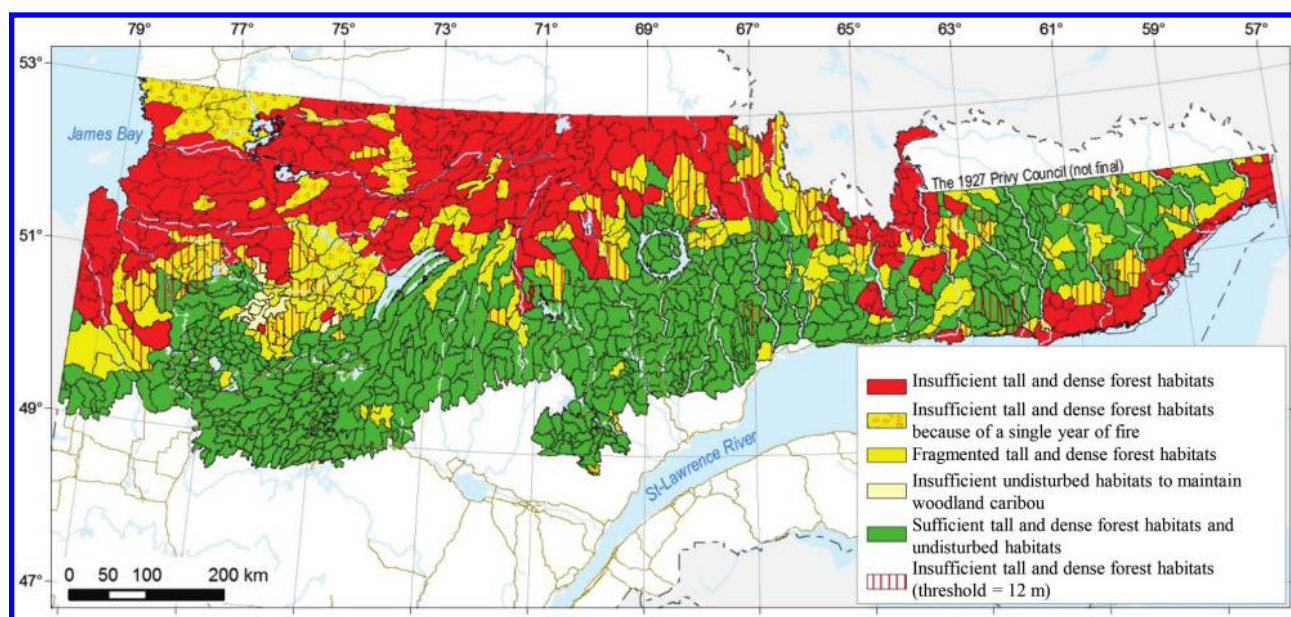 79° 77° 75° 73° 71° 69° 67° 65° 63° 61° 59° 57°
53°
James Bay
The 1927 Privy Council (not final)
51°
49°
47°
St-Lawrence River
0 50 100 200 km
Insufficient tall and dense forest habitats
Insufficient tall and dense forest habitats
because of a single year of fire
Fragmented tall and dense forest habitats
Insufficient undisturbed habitats to maintain
woodland caribou
Sufficient tall and dense forest habitats and
undisturbed habitats
Insufficient tall and dense forest habitats
(threshold = 12 m)